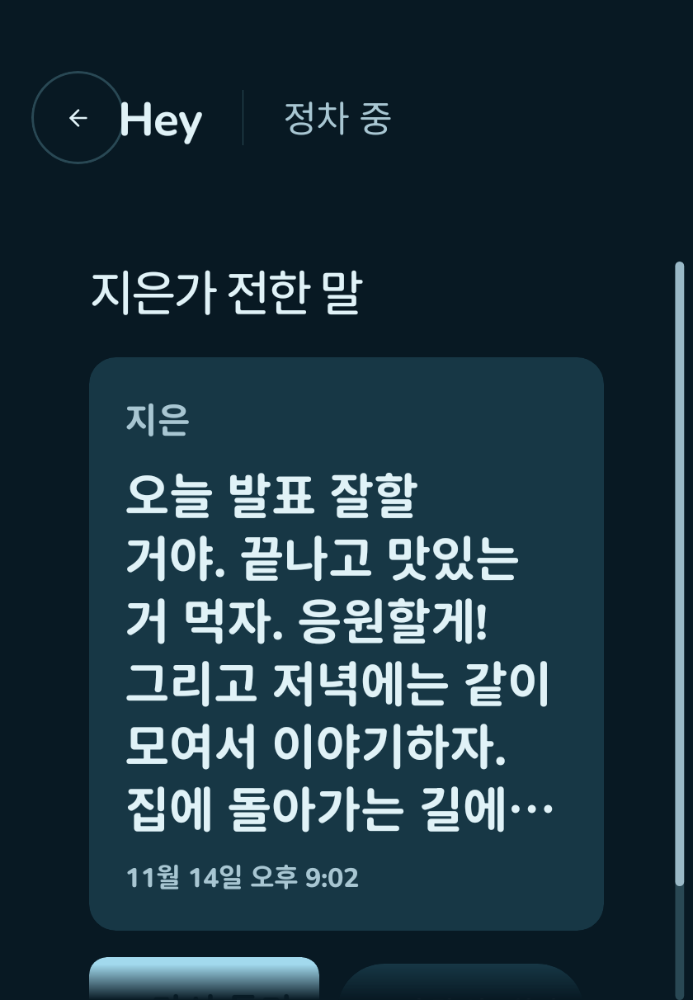 Hey 정차 중
지은가 전한 말
지은
오늘 발표 잘할
거야. 끝나고 맛있는
거 먹자. 응원할게!
그리고 저녁에는 같이
모여서 이야기하자.
집에 돌아가는 길에…
11월 14일 오후 9:02